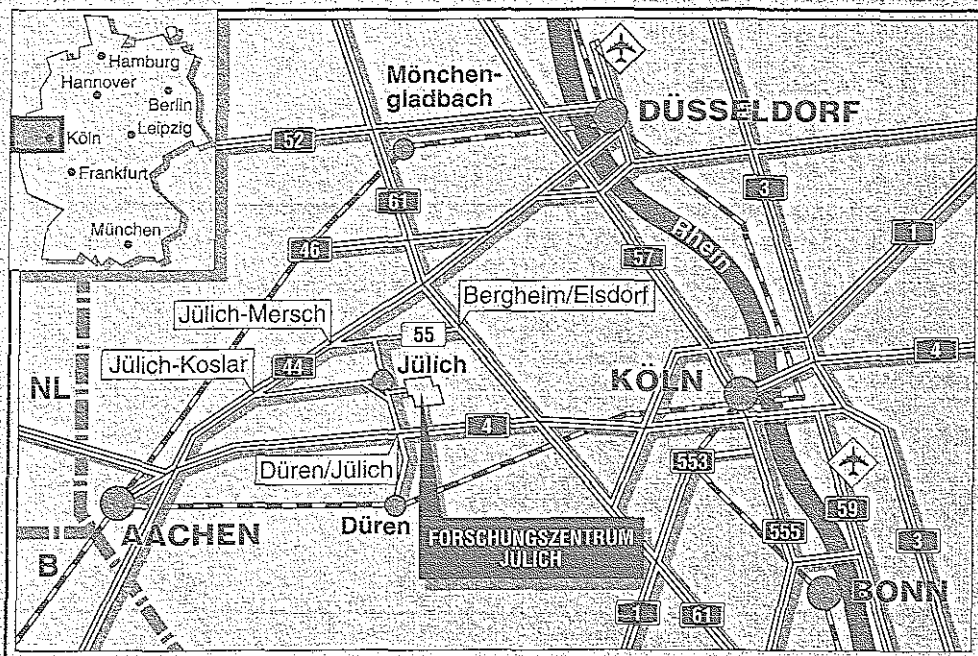 Hamburg
Hannover
Berlin
Leipzig
Köln
Frankfurt
München
Mönchen-
gladbach
DÜSSELDORF
52
61
3
1
46
57
Rhein
Jülich-Mersch
Bergheim/Elsdorf
55
Jülich-Koslar
44
Jülich
KÖLN
4
NL
4
Düren/Jülich
553
AACHEN
Düren
FORSCHUNGSZENTRUM
JÜLICH
B
555
59
3
BONN
1
61